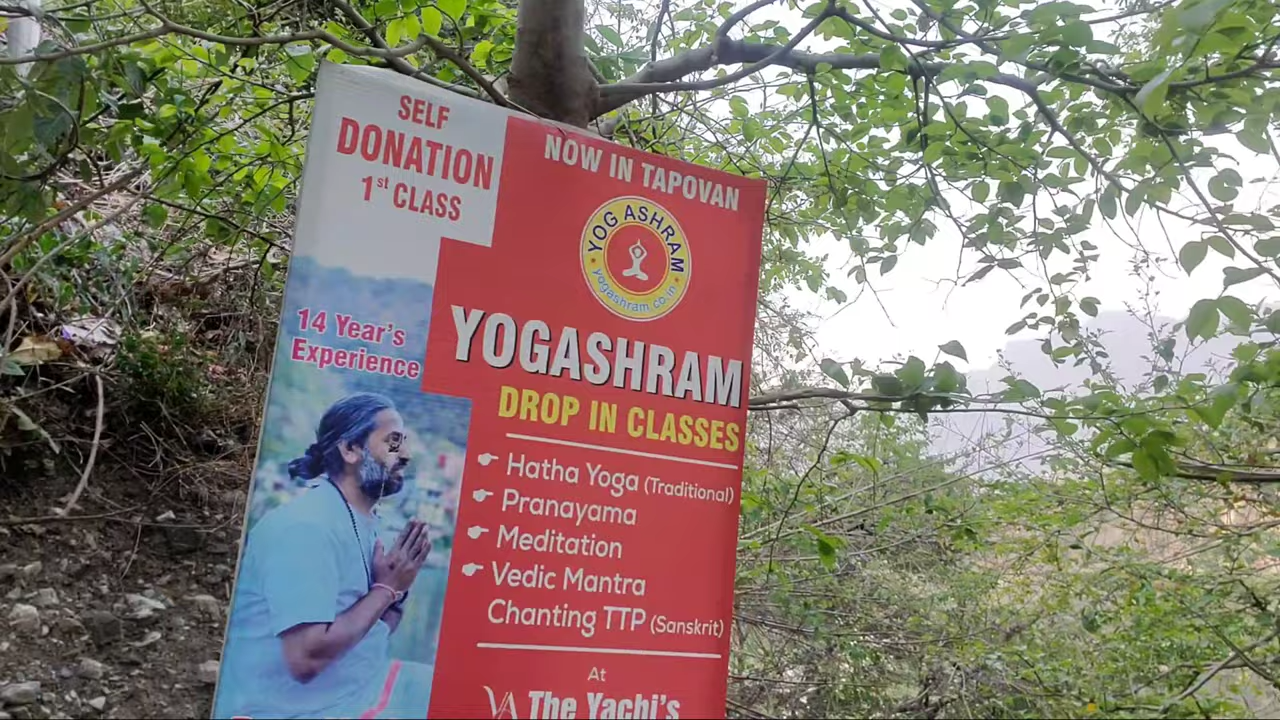 SELF
DONATION
1st CLASS
14 Year's
Experience
NOW IN TAPOVAN
YOG ASHRAM
yogashram.co.in
YOGASHRAM
DROP IN CLASSES
Hatha Yoga (Traditional)
Pranayama
Meditation
Vedic Mantra
Chanting TTP (Sanskrit)
At
The Yachi's